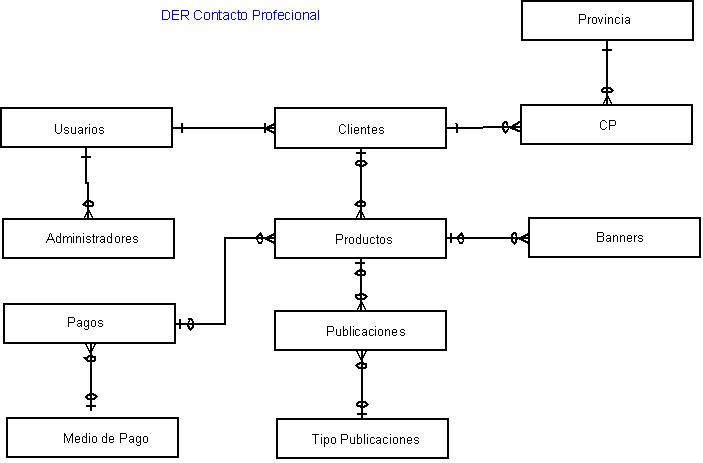 DER Contacto Profecional
Provincia
Usuarios
Clientes
CP
Administradores
Productos
Banners
Pagos
Publicaciones
Medio de Pago
Tipo Publicaciones